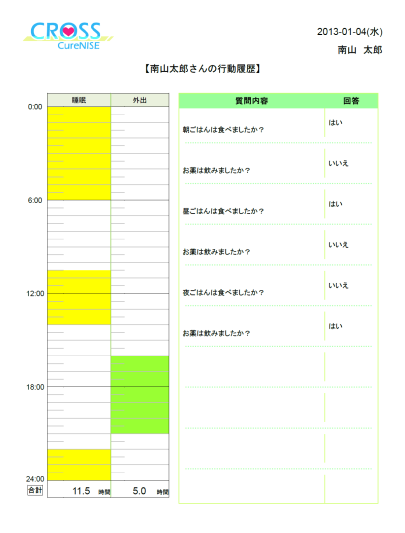 CROSS
CureNISE
2013-01-04(水)
南山 太郎
【南山太郎さんの行動履歴】
睡眠 外出
質問内容 回答
0:00
6:00
12:00
18:00
24:00
合計 11.5 時間 5.0 時間
朝ごはんは食べましたか？ はい
お薬は飲みましたか？ いいえ
昼ごはんは食べましたか？ はい
お薬は飲みましたか？ いいえ
夜ごはんは食べましたか？ いいえ
お薬は飲みましたか？ はい